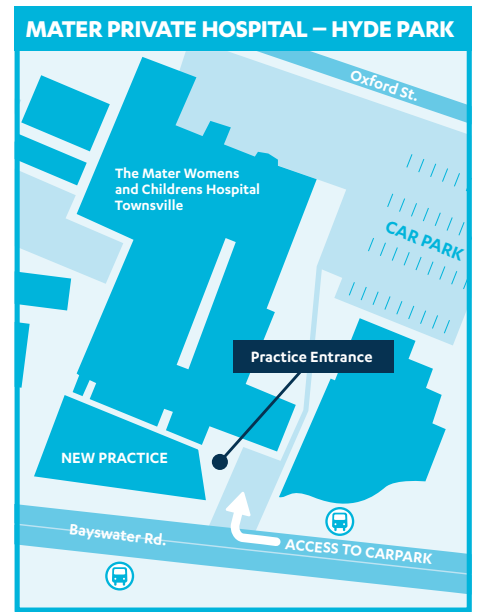 MATER PRIVATE HOSPITAL – HYDE PARK
Oxford St.
The Mater Womens
and Childrens Hospital
Townsville
CAR PARK
Practice Entrance
NEW PRACTICE
Bayswater Rd.
ACCESS TO CARPARK